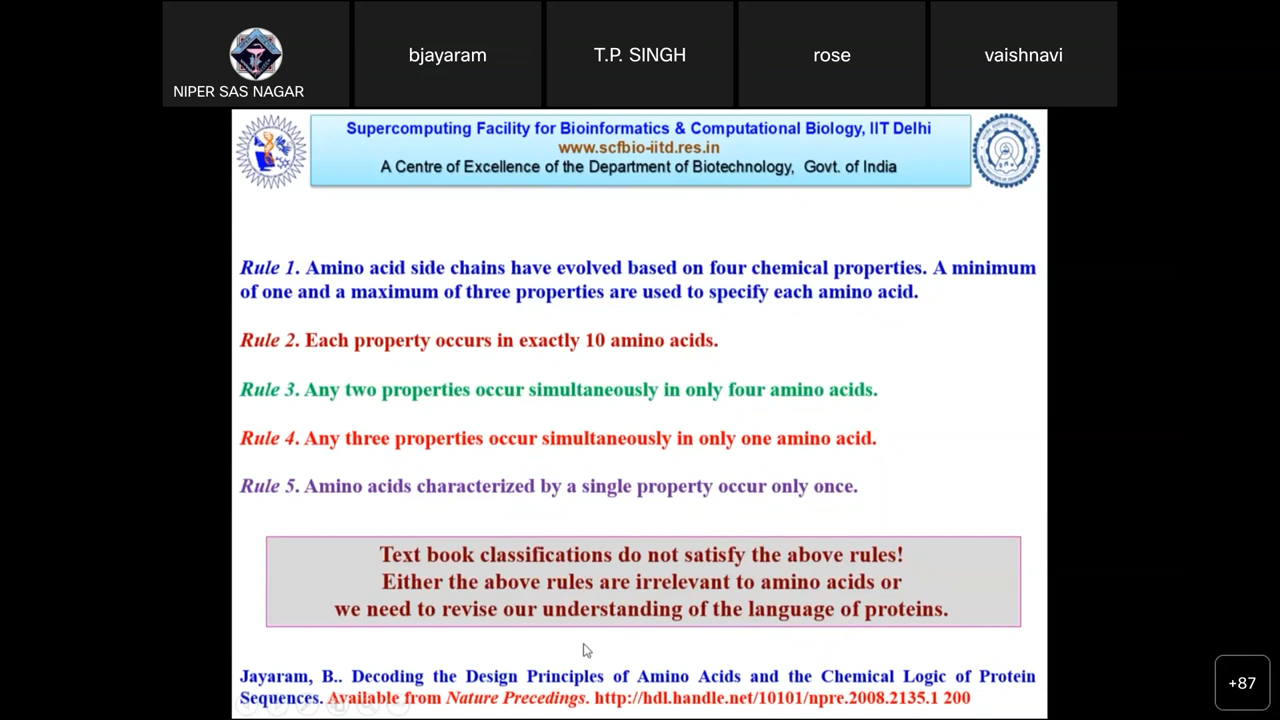 NIPER SAS NAGAR
bjayaram
T.P. SINGH
rose
vaishnavi
Supercomputing Facility for Bioinformatics & Computational Biology, IIT Delhi
www.scfbio-iitd.res.in
A Centre of Excellence of the Department of Biotechnology, Govt. of India
Rule 1. Amino acid side chains have evolved based on four chemical properties. A minimum
of one and a maximum of three properties are used to specify each amino acid.
Rule 2. Each property occurs in exactly 10 amino acids.
Rule 3. Any two properties occur simultaneously in only four amino acids.
Rule 4. Any three properties occur simultaneously in only one amino acid.
Rule 5. Amino acids characterized by a single property occur only once.
Text book classifications do not satisfy the above rules!
Either the above rules are irrelevant to amino acids or
we need to revise our understanding of the language of proteins.
Jayaram, B.. Decoding the Design Principles of Amino Acids and the Chemical Logic of Protein
Sequences. Available from Nature Precedings. http://hdl.handle.net/10101/npre.2008.2135.1 200
+87